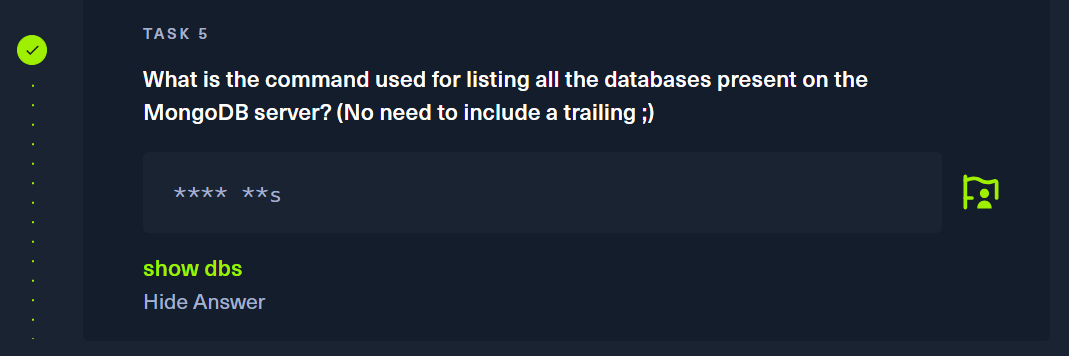 TASK 5
What is the command used for listing all the databases present on the
MongoDB server? (No need to include a trailing ;)
**** **s
show dbs
Hide Answer